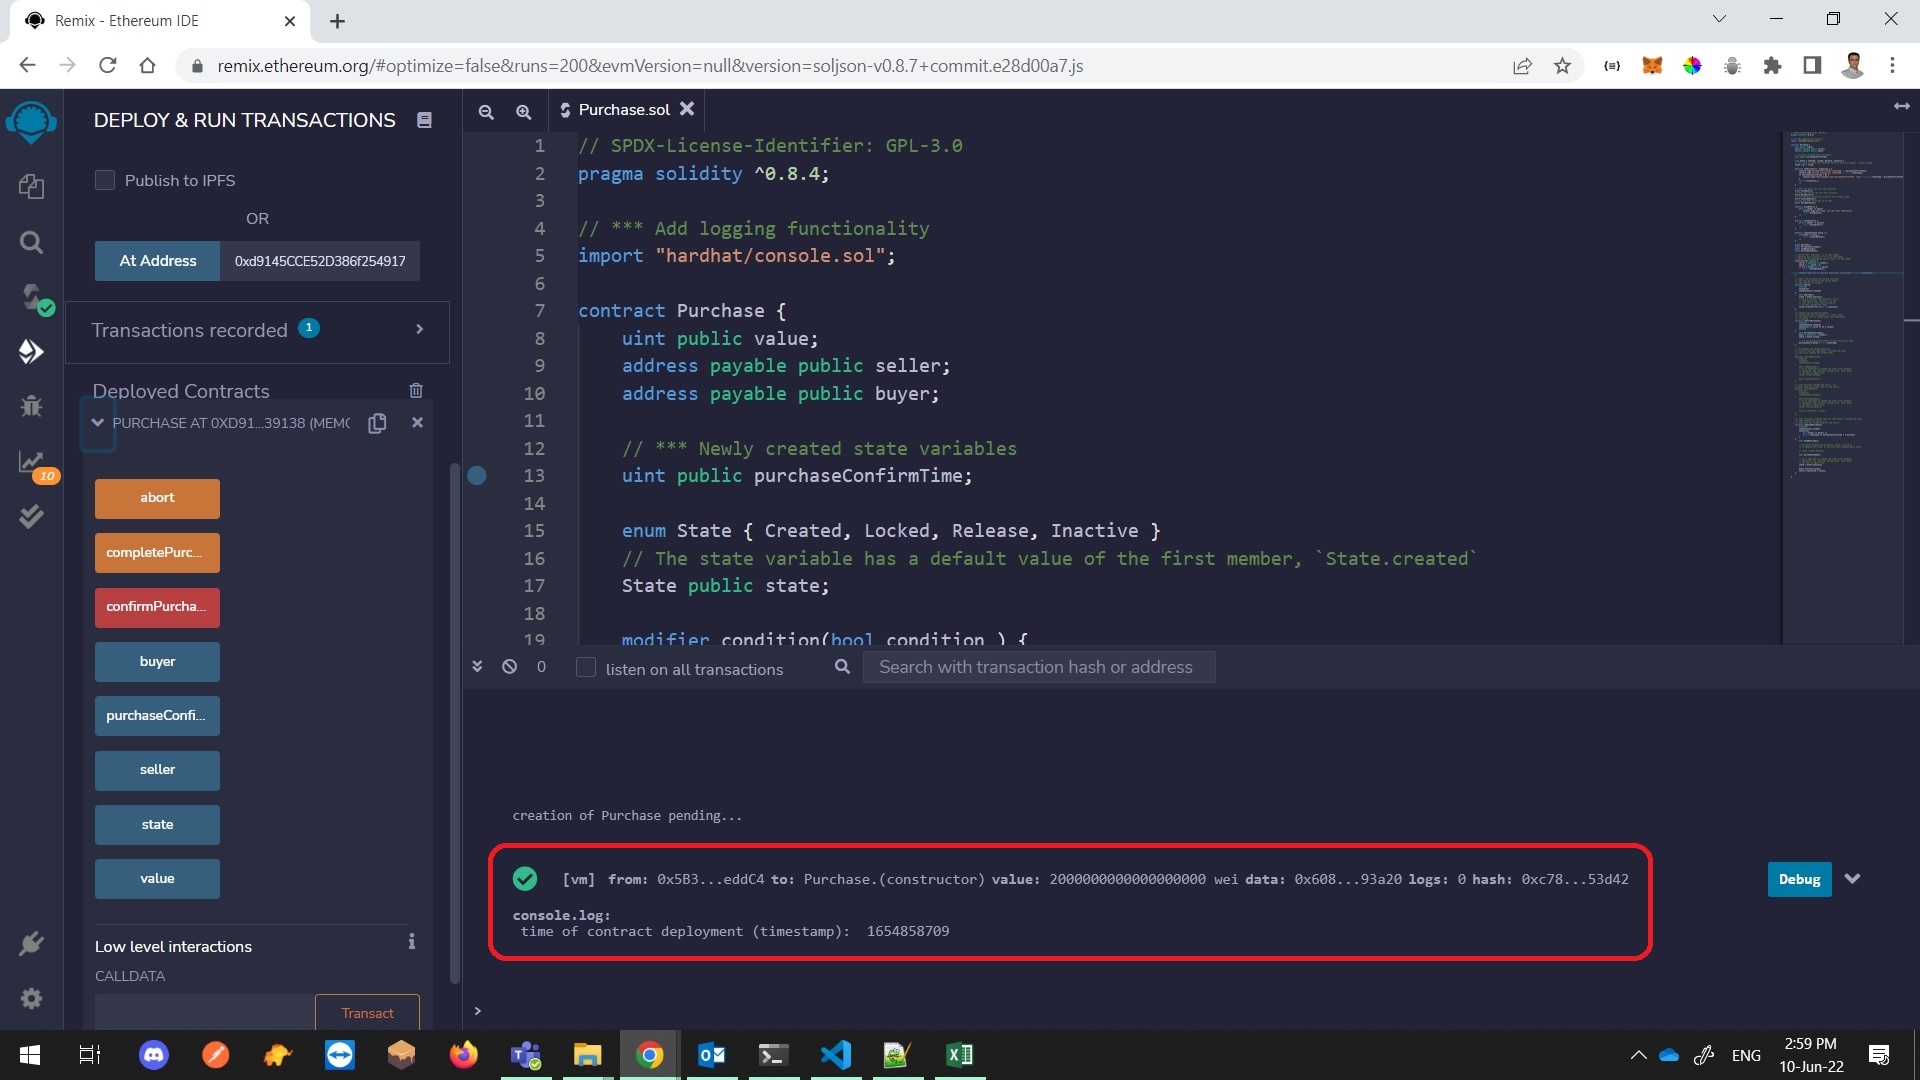 Remix - Ethereum IDE
remix.ethereum.org/#optimize=false&runs=200&evmVersion=null&version=soljson-v0.8.7+commit.e28d00a7.js
DEPLOY & RUN TRANSACTIONS
Publish to IPFS
OR
At Address 0xd9145CCE52D386f254917
Transactions recorded 1
Deployed Contracts
PURCHASE AT 0XD91...39138 (MEMO
abort
completePurc...
confirmPurcha...
buyer
purchaseConfi...
seller
state
value
Low level interactions
CALLDATA
Transact
10
Purchase.sol
1 // SPDX-License-Identifier: GPL-3.0
2 pragma solidity ^0.8.4;
3
4 // *** Add logging functionality
5 import "hardhat/console.sol";
6
7 contract Purchase {
8 uint public value;
9 address payable public seller;
10 address payable public buyer;
11
12 // *** Newly created state variables
13 uint public purchaseConfirmTime;
14
15 enum State { Created, Locked, Release, Inactive }
16 // The state variable has a default value of the first member, `State.created`
17 State public state;
18
19 modifier condition(bool condition_) {
0 listen on all transactions Search with transaction hash or address
creation of Purchase pending...
[vm] from: 0x5B3...eddC4 to: Purchase.(constructor) value: 2000000000000000000 wei data: 0x608...93a20 logs: 0 hash: 0xc78...53d42
Debug
console.log:
time of contract deployment (timestamp): 1654858709
>
ENG
2:59 PM
10-Jun-22